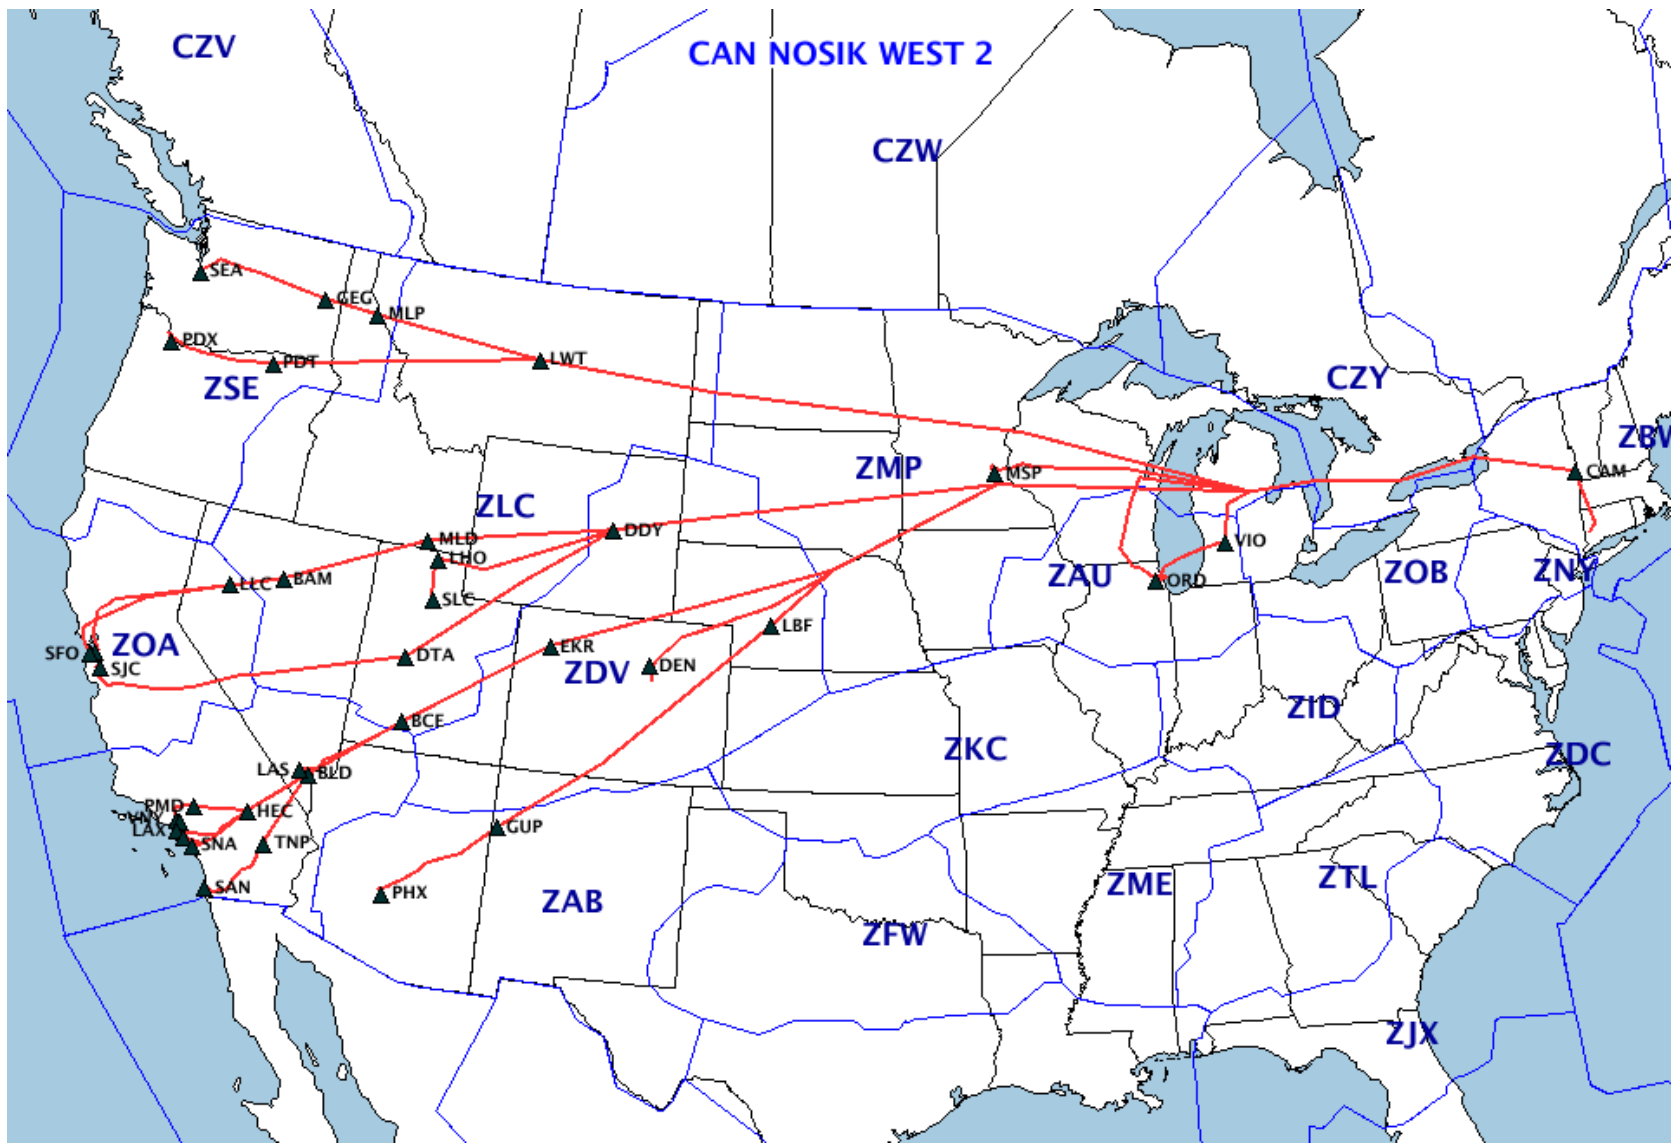 CZV
CAN NOSIK WEST 2
CZW
SEA
GEG
MLP
PDX
PDT
LWT
ZSE
CZY
ZBW
ZMP
MSP
CAM
ZLC
DDY
MLD
LHO
VIO
ZAU
ORD
ZOB
ZNY
LLC
BAM
SLC
LBF
SFO
ZOA
SJC
DTA
EKR
ZDV
DEN
BCE
ZID
ZKC
ZDC
LAS
BLD
PMD
HEC
VNY
LAX
SNA
TNP
GUP
SAN
PHX
ZAB
ZME
ZTL
ZFW
ZJX